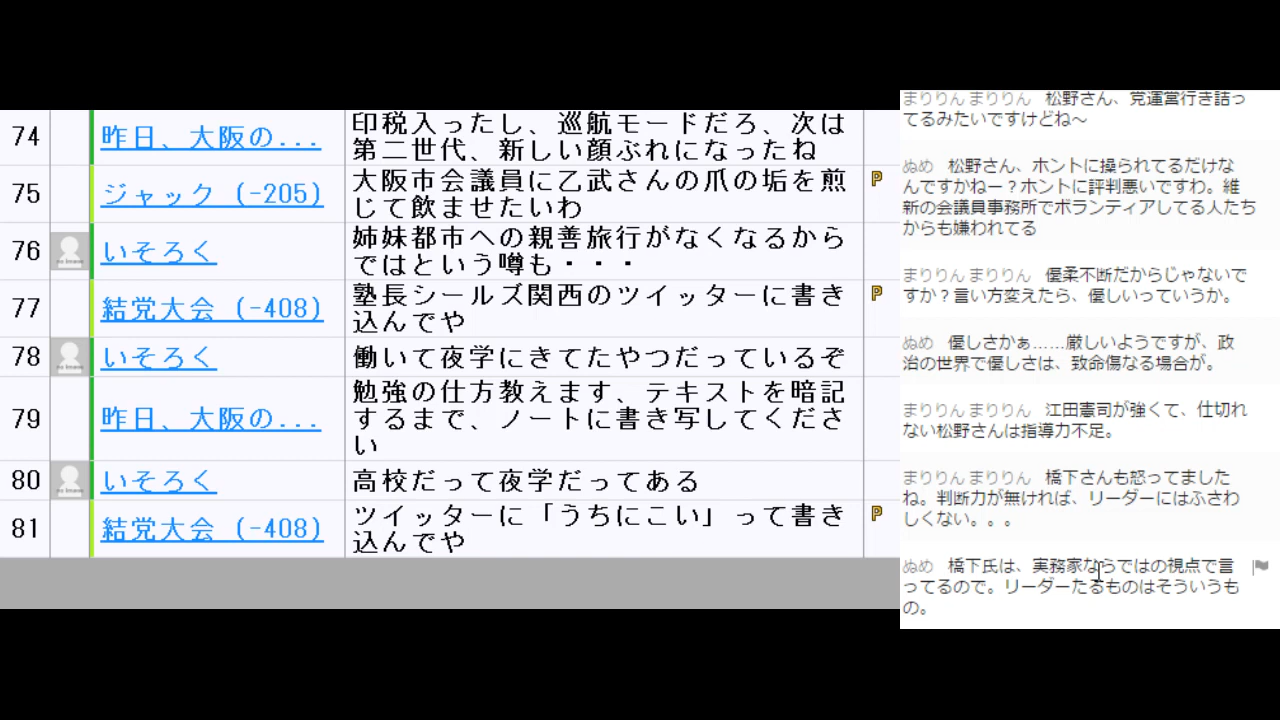 74 昨日、大阪の... 印税入ったし、巡航モードだろ、次は
第二世代、新しい顔ぶれになったね
75 ジャック (-205) 大阪市会議員に乙武さんの爪の垢を煎 P
じて飲ませたいわ
76 いそろく 姉妹都市への親善旅行がなくなるから
ではという噂も・・・
77 結党大会 (-408) 塾長シールズ関西のツイッターに書き P
込んでや
78 いそろく 働いて夜学にきてたやつだっているぞ
79 昨日、大阪の... 勉強の仕方教えます、テキストを暗記
するまで、ノートに書き写してくださ
い
80 いそろく 高校だって夜学だってある
81 結党大会 (-408) ツイッターに「うちにこい」って書き P
込んでや
まりりん まりりん 松野さん、党運営行き詰っ
てるみたいですけどね～
ぬめ 松野さん、ホントに操られてるだけな
んですかねー？ホントに評判悪いですわ。維
新の会議員事務所でボランティアしてる人たち
からも嫌われてる
まりりん まりりん 優柔不断だからじゃないで
すか？言い方変えたら、優しいっていうか。
ぬめ 優しさかぁ……厳しいようですが、政
治の世界で優しさは、致命傷なる場合が。
まりりん まりりん 江田憲司が強くて、仕切れ
ない松野さんは指導力不足。
まりりん まりりん 橋下さんも怒ってました
ね。判断力が無ければ、リーダーにはふさわ
しくない。。。
ぬめ 橋下氏は、実務家ならではの視点で言
ってるので。リーダーたるものはそういうも
の。